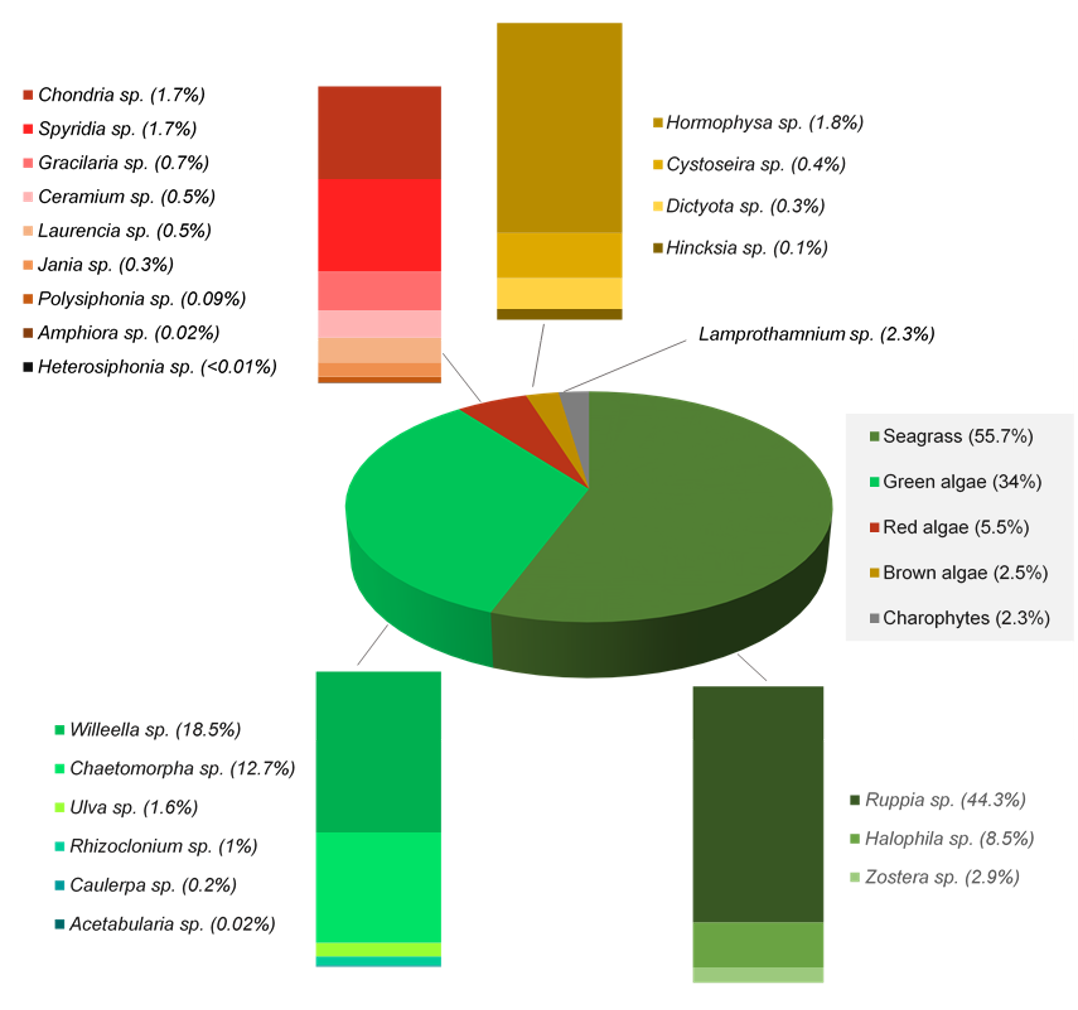 Chondria sp. (1.7%)
Spyridia sp. (1.7%)
Gracilaria sp. (0.7%)
Ceramium sp. (0.5%)
Laurencia sp. (0.5%)
Jania sp. (0.3%)
Polysiphonia sp. (0.09%)
Amphiora sp. (0.02%)
Heterosiphonia sp. (<0.01%)
Hormophysa sp. (1.8%)
Cystoseira sp. (0.4%)
Dictyota sp. (0.3%)
Hincksia sp. (0.1%)
Lamprothamnium sp. (2.3%)
Seagrass (55.7%)
Green algae (34%)
Red algae (5.5%)
Brown algae (2.5%)
Charophytes (2.3%)
Willeella sp. (18.5%)
Chaetomorpha sp. (12.7%)
Ulva sp. (1.6%)
Rhizoclonium sp. (1%)
Caulerpa sp. (0.2%)
Acetabularia sp. (0.02%)
Ruppia sp. (44.3%)
Halophila sp. (8.5%)
Zostera sp. (2.9%)